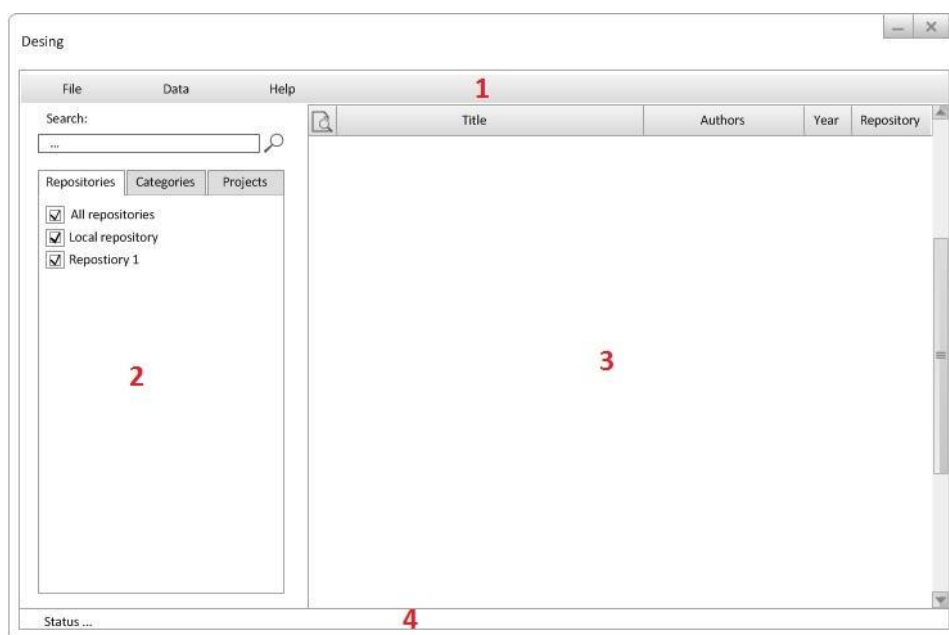 Desing
File Data Help 1
Search:
...
Repositories Categories Projects
All repositories
Local repository
Repostiory 1
2
Title Authors Year Repository
3
Status ... 4